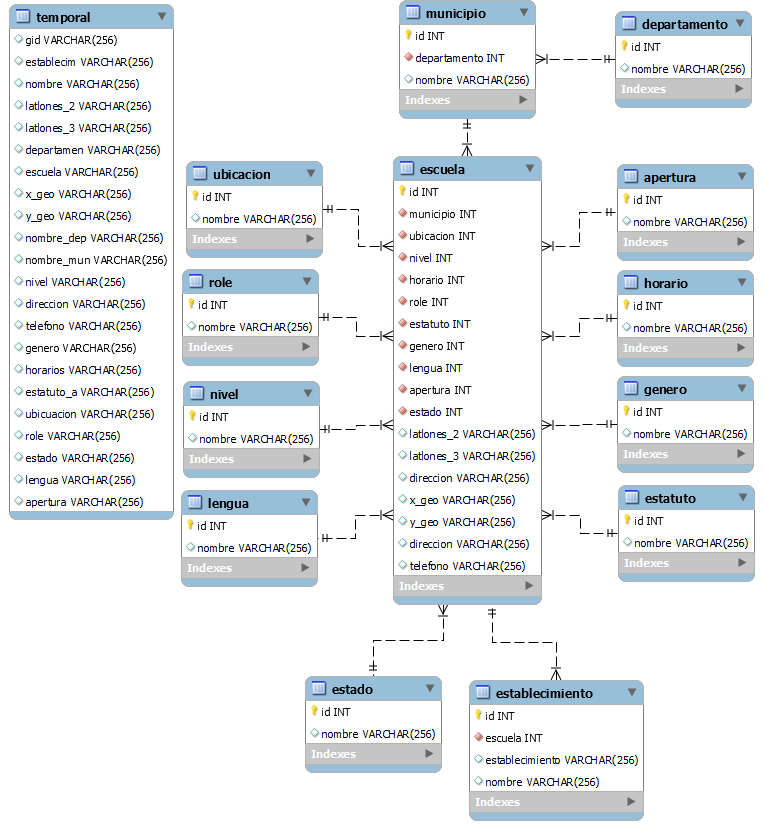 temporal
gid VARCHAR(256)
establecim VARCHAR(256)
nombre VARCHAR(256)
latlones_2 VARCHAR(256)
latlones_3 VARCHAR(256)
departamen VARCHAR(256)
escuela VARCHAR(256)
x_geo VARCHAR(256)
y_geo VARCHAR(256)
nombre_dep VARCHAR(256)
nombre_mun VARCHAR(256)
nivel VARCHAR(256)
direccion VARCHAR(256)
telefono VARCHAR(256)
genero VARCHAR(256)
horarios VARCHAR(256)
estatuto_a VARCHAR(256)
ubicuacion VARCHAR(256)
role VARCHAR(256)
estado VARCHAR(256)
lengua VARCHAR(256)
apertura VARCHAR(256)
municipio
id INT
departamento INT
nombre VARCHAR(256)
Indexes
departamento
id INT
nombre VARCHAR(256)
Indexes
ubicacion
id INT
nombre VARCHAR(256)
Indexes
role
id INT
nombre VARCHAR(256)
Indexes
nivel
id INT
nombre VARCHAR(256)
Indexes
lengua
id INT
nombre VARCHAR(256)
Indexes
escuela
id INT
municipio INT
ubicacion INT
nivel INT
horario INT
role INT
estatuto INT
genero INT
lengua INT
apertura INT
estado INT
latlones_2 VARCHAR(256)
latlones_3 VARCHAR(256)
direccion VARCHAR(256)
x_geo VARCHAR(256)
y_geo VARCHAR(256)
direccion VARCHAR(256)
telefono VARCHAR(256)
Indexes
apertura
id INT
nombre VARCHAR(256)
Indexes
horario
id INT
nombre VARCHAR(256)
Indexes
genero
id INT
nombre VARCHAR(256)
Indexes
estatuto
id INT
nombre VARCHAR(256)
Indexes
estado
id INT
nombre VARCHAR(256)
Indexes
establecimiento
id INT
escuela INT
establecimiento VARCHAR(256)
nombre VARCHAR(256)
Indexes